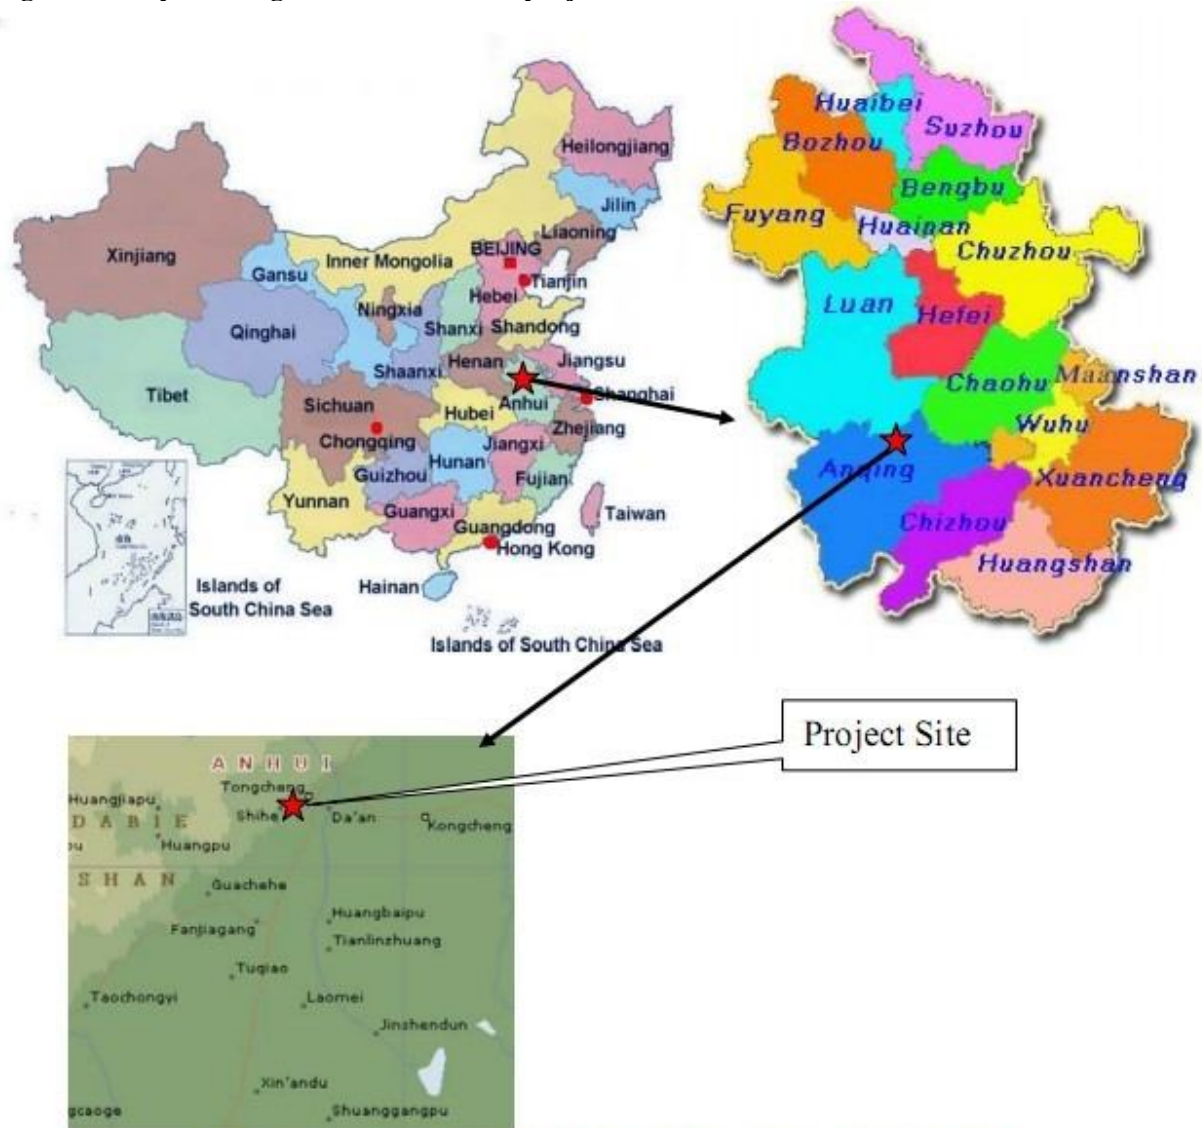 Heilongjiang
Jilin
Liaoning
BEIJING
Xinjiang
Inner Mongolia
Gansu
Tianjin
Hebei
Ningxia
Qinghai
Shanxi
Shandong
Henan
Jiangsu
Shaanxi
Tibet
Shanghai
Sichuan
Anhui
Hubei
Zhejiang
Chongqing
Jiangxi
Hunan
Guizhou
Fujian
Yunnan
Guangxi
Taiwan
Guangdong
Hong Kong
Hainan
Islands of
South China Sea
Islands of South China Sea
Huaibei
Suzhou
Bozhou
Bengbu
Fuyang
Huainan
Chuzhou
Luan
Hefei
Chaohu
Maanshan
Wuhu
Anqing
Xuancheng
Chizhou
Huangshan
Project Site
ANHUI
Tongcheng
Huangjiapu
Shihe
Da'an
Kongcheng
DABIE
Huangpu
SHAN
Guachehe
Huangbaipu
Fanjiagang
Tianlinzhuang
Tuqiao
Taochongyi
Laomei
Jinshendun
Xin'andu
gcaoge
Shuanggangpu